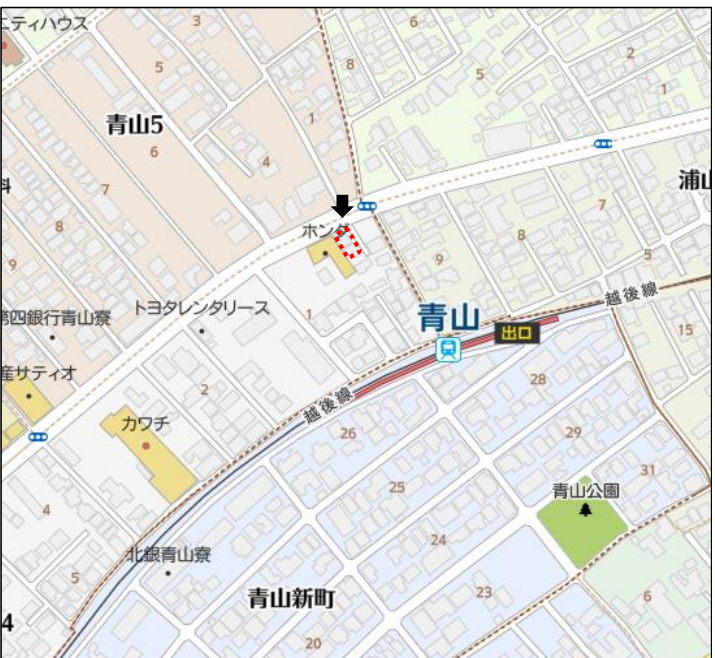 ニティハウス
3
6
5
8
5
2
1
青山5
1
6
4
7
浦山
7
8
ホンダ
8
9
9
5
越後線
第四銀行青山寮
トヨタレンタリース
1
青山
出口
15
産サティオ
2
28
越後線
カワチ
26
29
31
25
青山公園
4
24
北銀青山寮
5
青山新町
23
6
4
20